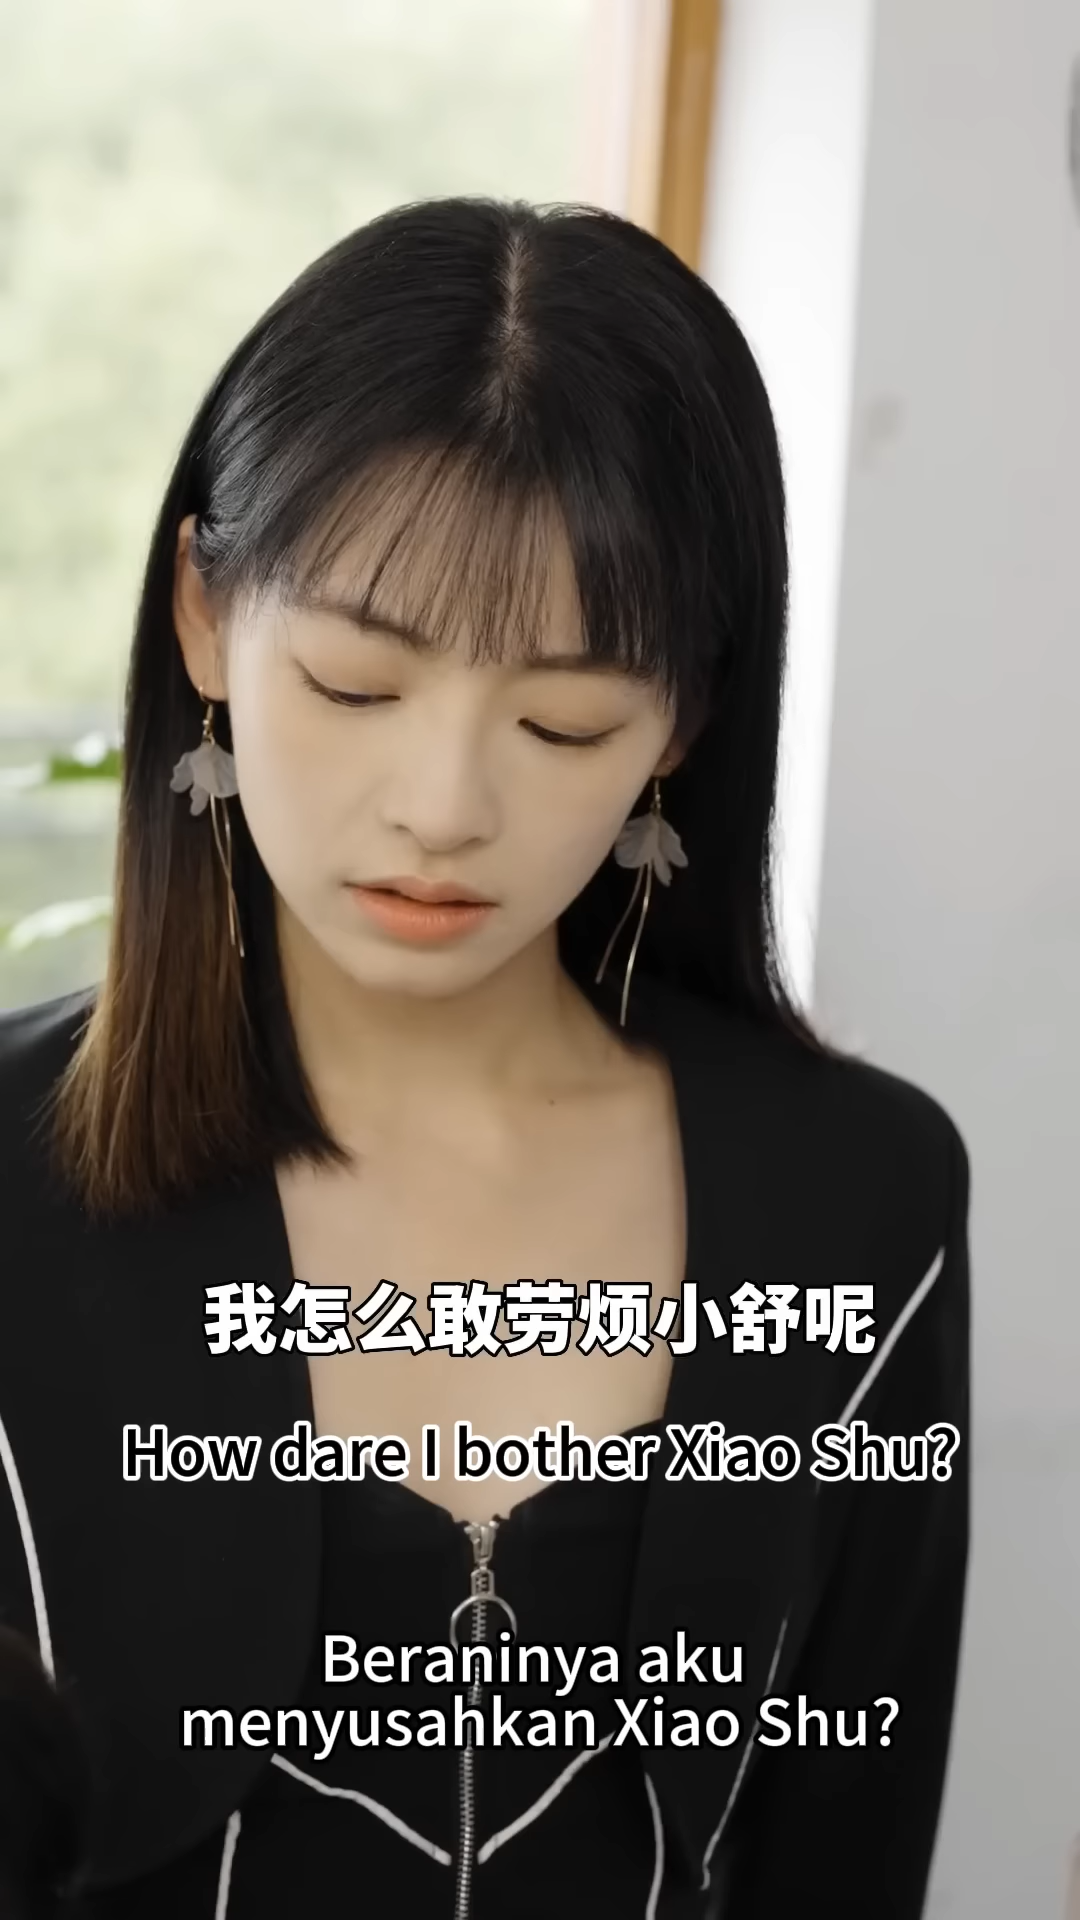 我怎么敢劳烦小舒呢
How dare I bother Xiao Shu?
Beraninya aku
menyusahkan Xiao Shu?